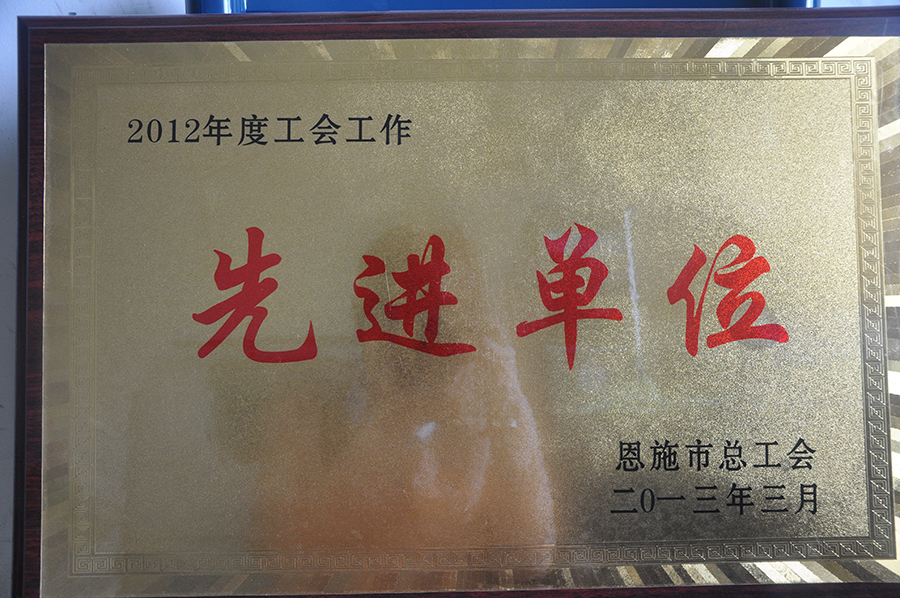 2012年度工会工作
先进单位
恩施市总工会
二〇一三年三月